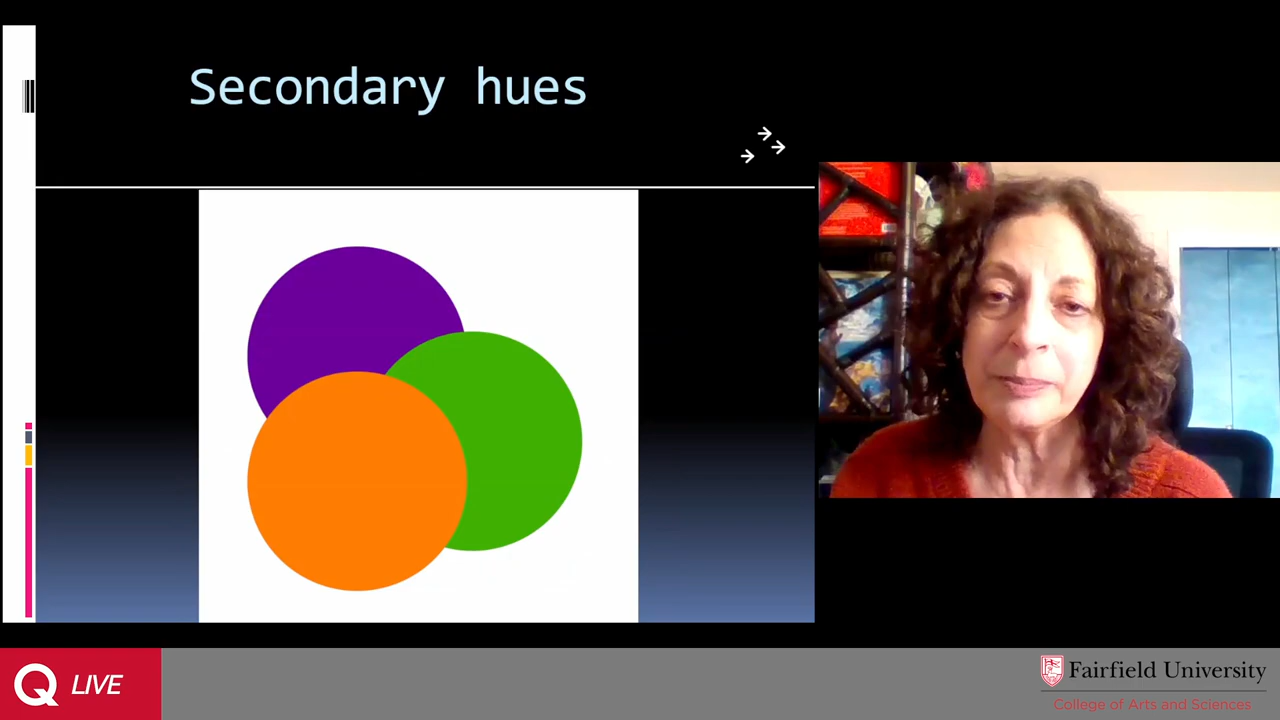 Secondary hues
Q LIVE
Fairfield University
College of Arts and Sciences